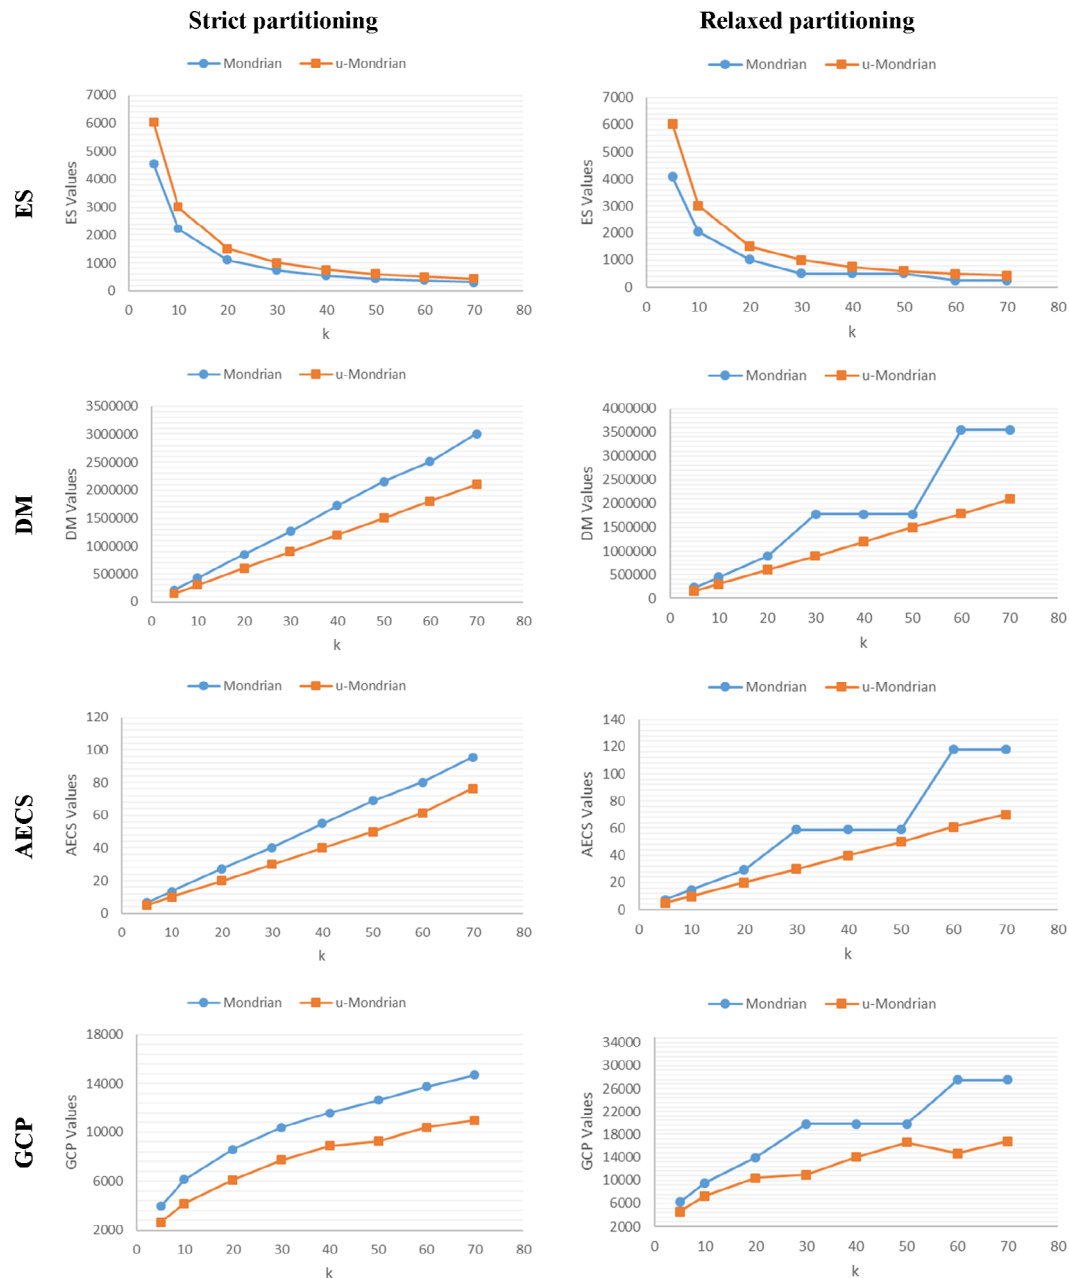 Strict partitioning
Relaxed partitioning
ES
Mondrian u-Mondrian
7000
6000
5000
4000
3000
2000
1000
0
ES Values
0 10 20 30 40 50 60 70 80
k
Mondrian u-Mondrian
7000
6000
5000
4000
3000
2000
1000
0
ES Values
0 10 20 30 40 50 60 70 80
k
DM
Mondrian u-Mondrian
3500000
3000000
2500000
2000000
1500000
1000000
500000
0
DM Values
0 10 20 30 40 50 60 70 80
k
Mondrian u-Mondrian
4000000
3500000
3000000
2500000
2000000
1500000
1000000
500000
0
DM Values
0 10 20 30 40 50 60 70 80
k
AECS
Mondrian u-Mondrian
120
100
80
60
40
20
0
AECS Values
0 10 20 30 40 50 60 70 80
k
Mondrian u-Mondrian
140
120
100
80
60
40
20
0
AECS Values
0 10 20 30 40 50 60 70 80
k
GCP
Mondrian u-Mondrian
18000
14000
10000
6000
2000
GCP Values
0 10 20 30 40 50 60 70 80
k
Mondrian u-Mondrian
34000
30000
26000
22000
18000
14000
10000
6000
2000
GCP Values
0 10 20 30 40 50 60 70 80
k